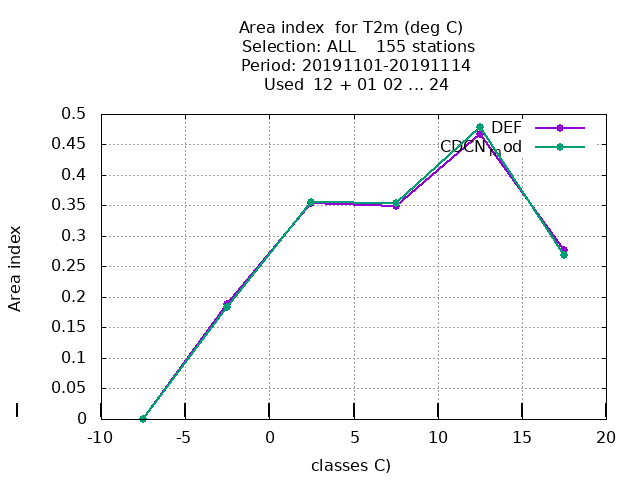 Area index  for T2m (deg C)
Selection: ALL    155 stations
Period: 20191101-20191114
Used  12 + 01 02 ... 24
0.5
0.45
0.4
0.35
0.3
0.25
0.2
0.15
0.1
0.05
0
-10 -5 0 5 10 15 20
Area index
classes C)
DEF
CDCN_mod